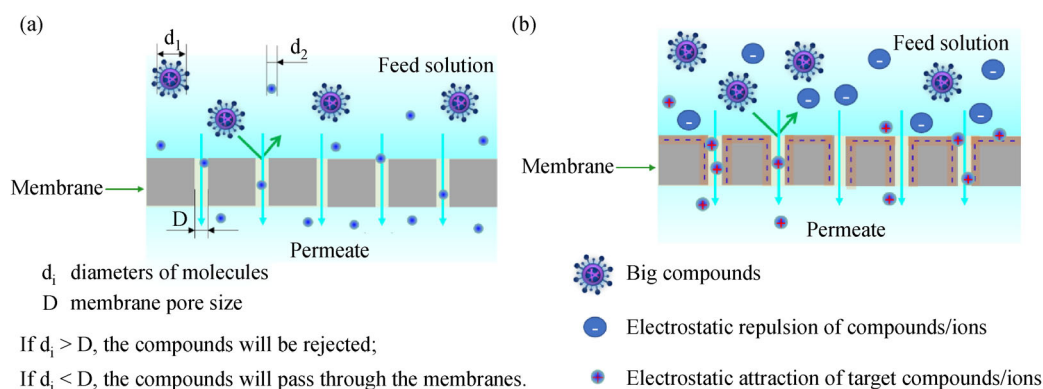 (a)
d₁
d₂
Feed solution
Membrane
D
Permeate
dᵢ diameters of molecules
D membrane pore size
If dᵢ > D, the compounds will be rejected;
If dᵢ < D, the compounds will pass through the membranes.
(b)
Feed solution
Membrane
Permeate
Big compounds
Electrostatic repulsion of compounds/ions
Electrostatic attraction of target compounds/ions